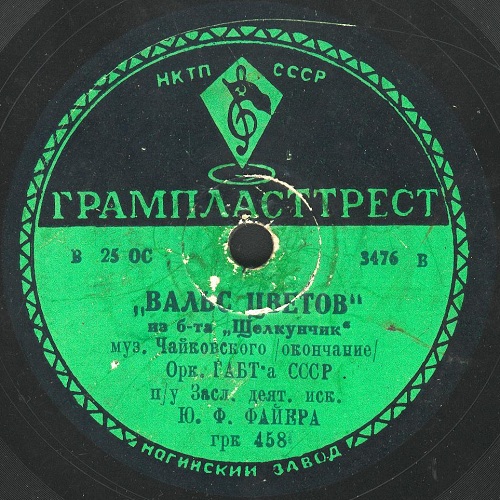 НКТП СССР
ГРАМПЛАСТТРЕСТ
В 25 ОС 3476 В
„ВАЛЬС ЦВЕТОВ"
из б-та „Щелкунчик"
муз. Чайковского /окончание/
Орк. ГАБТ'а СССР
п/у Засл. деят. иск.
Ю. Ф. ФАЙЕРА
грк 458
НОГИНСКИЙ ЗАВОД